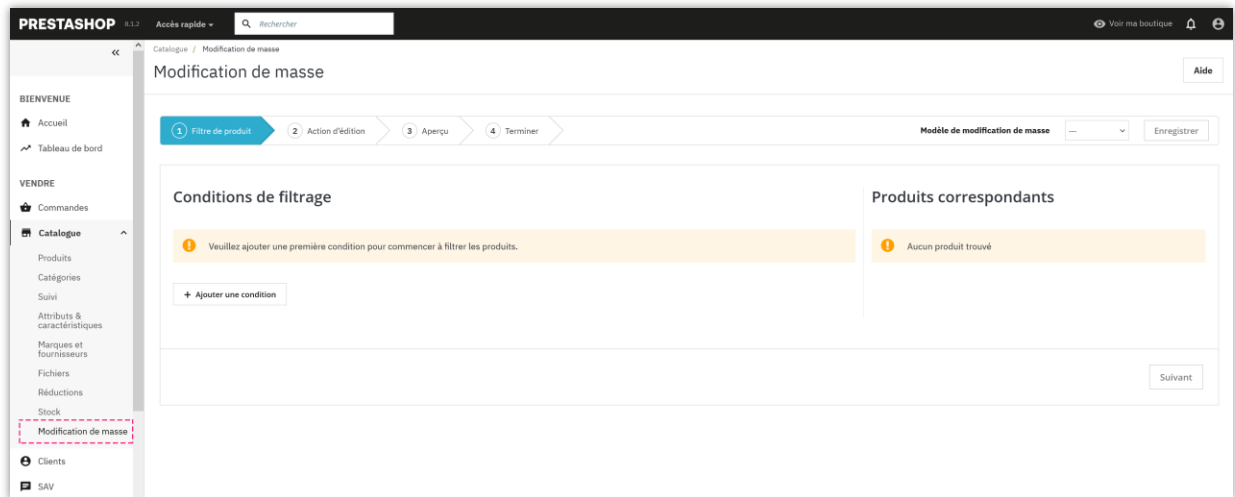 PRESTASHOP 8.1.2 Accès rapide Rechercher Voir ma boutique
Catalogue / Modification de masse
Modification de masse
Aide
BIENVENUE
Accueil
Tableau de bord
VENDRE
Commandes
Catalogue
Produits
Catégories
Suivi
Attributs &
caractéristiques
Marques et
fournisseurs
Fichiers
Réductions
Stock
Modification de masse
Clients
SAV
1 Filtre de produit 2 Action d'édition 3 Aperçu 4 Terminer
Modèle de modification de masse — Enregistrer
Conditions de filtrage
Veuillez ajouter une première condition pour commencer à filtrer les produits.
+ Ajouter une condition
Produits correspondants
Aucun produit trouvé
Suivant